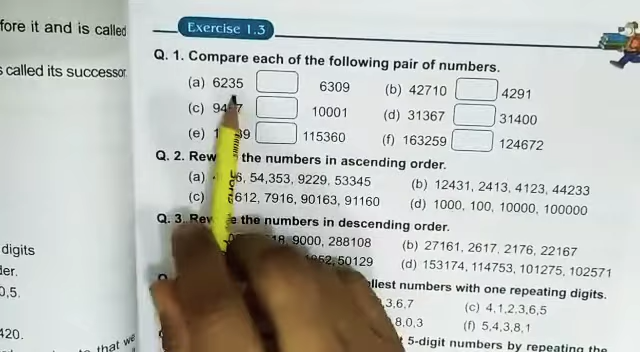 fore it and is called
s called its successor
digits
der.
0,5.
420.
that we
Exercise 1.3
Q. 1. Compare each of the following pair of numbers.
(a) 6235 6309 (b) 42710 4291
(c) 10001 (d) 31367 31400
(e) 115360 (f) 163259 124672
Q. 2. the numbers in ascending order.
(a) 54,353, 9229, 53345 (b) 12431, 2413, 4123, 44233
(c) 7916, 90163, 91160 (d) 1000, 100, 10000, 100000
Q. 3. the numbers in descending order.
9000, 288108 (b) 27161, 2617, 2176, 22167
50129 (d) 153174, 114753, 101275, 102571
llest numbers with one repeating digits.
3,6,7 (c) 4,1,2,3,6,5
8,0,3 (f) 5,4,3,8,1
5-digit numbers by repeating the